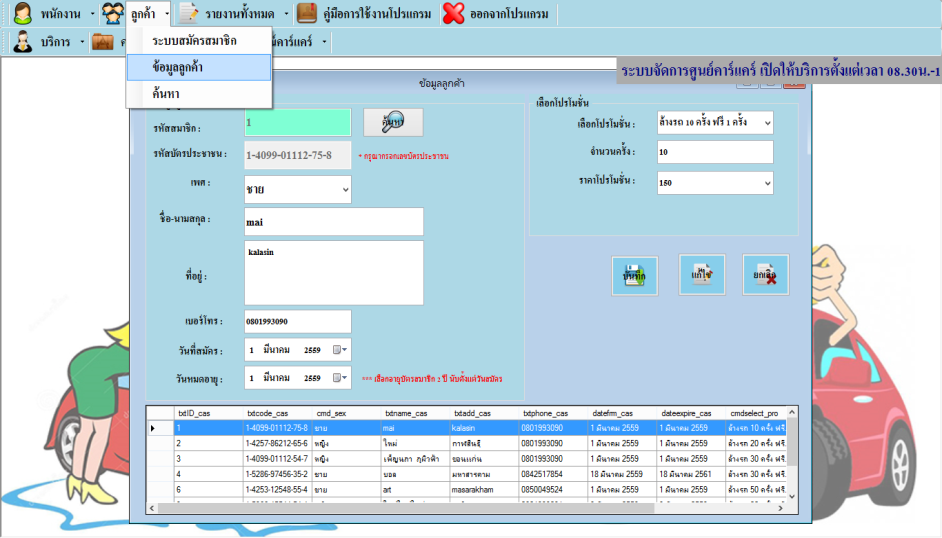 พนักงาน ลูกค้า รายงานทั้งหมด คู่มือการใช้งานโปรแกรม ออกจากโปรแกรม
บริการ
ระบบสมัครสมาชิก
ข้อมูลลูกค้า
ค้นหา
ระบบจัดการศูนย์คาร์แคร์ เปิดให้บริการตั้งแต่เวลา 08.30น.-1
ข้อมูลลูกค้า
รหัสสมาชิก : 1 ค้นหา
รหัสบัตรประชาชน : 1-4099-01112-75-8 * กรุณากรอกเลขบัตรประชาชน
เพศ : ชาย
ชื่อ-นามสกุล : mai
ที่อยู่ : kalasin
เบอร์โทร : 0801993090
วันที่สมัคร : 1 มีนาคม 2559
วันหมดอายุ : 1 มีนาคม 2559 *** เลือกอายุบัตรสมาชิก 2 ปี นับตั้งแต่วันสมัคร
เลือกโปรโมชั่น
เลือกโปรโมชั่น : ล้างรถ 10 ครั้ง ฟรี 1 ครั้ง
จำนวนครั้ง : 10
ราคาโปรโมชั่น : 150
บันทึก แก้ไข ยกเลิก
txtID_cas txtcode_cas cmd_sex txtname_cas txtadd_cas txtphone_cas datefirn_cas dateexpire_cas cmdselect_pro
1 1-4099-01112-75-8 ชาย mai kalasin 0801993090 1 มีนาคม 2559 1 มีนาคม 2559 ล้างรถ 10 ครั้ง ฟรี
2 1-4257-86212-65-6 หญิง ใหม่ กาฬสินธุ์ 0801993090 1 มีนาคม 2559 1 มีนาคม 2559 ล้างรถ 20 ครั้ง ฟรี
3 1-4099-01112-54-7 หญิง ขอนแก่น 0801993090 1 มีนาคม 2559 1 มีนาคม 2559 ล้างรถ 30 ครั้ง ฟรี
4 1-5286-97456-35-2 ชาย บอล มหาสารคาม 0842517854 18 มีนาคม 2559 18 มีนาคม 2561 ล้างรถ 30 ครั้ง ฟรี
6 1-4253-12548-55-4 ชาย art masarakham 0850049524 1 มีนาคม 2559 1 มีนาคม 2559 ล้างรถ 50 ครั้ง ฟรี